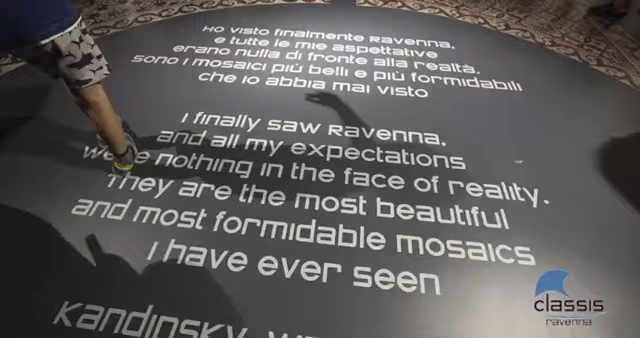 Ho visto finalmente Ravenna,
e tutte le mie aspettative
erano nulla di fronte alla realtà.
sono i mosaici più belli e più formidabili
che io abbia mai visto
I finally saw Ravenna,
and all my expectations
were nothing in the face of reality.
They are the most beautiful
and most formidable mosaics
I have ever seen
Kandinsky
classis
ravenna